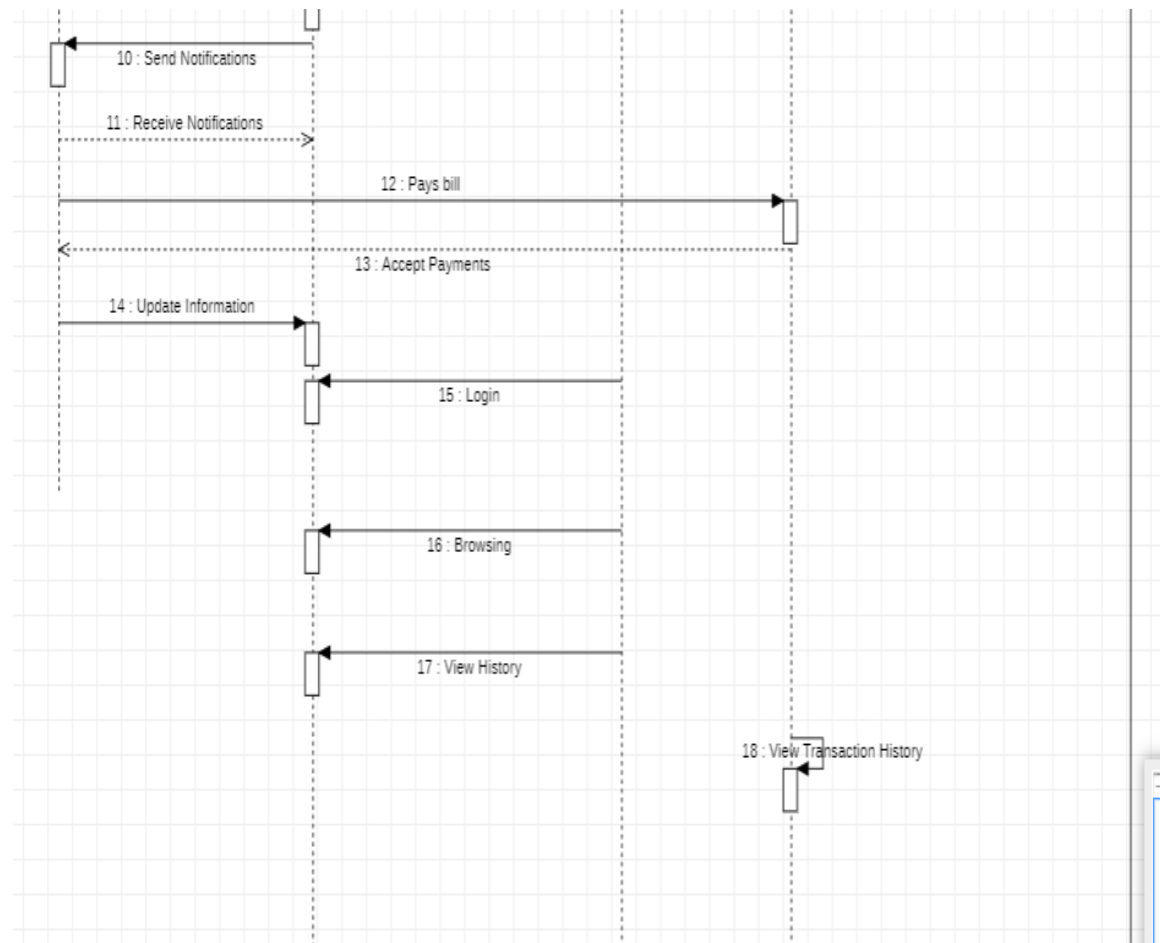 10 : Send Notifications
11 : Receive Notifications
12 : Pays bill
13 : Accept Payments
14 : Update Information
15 : Login
16 : Browsing
17 : View History
18 : View Transaction History